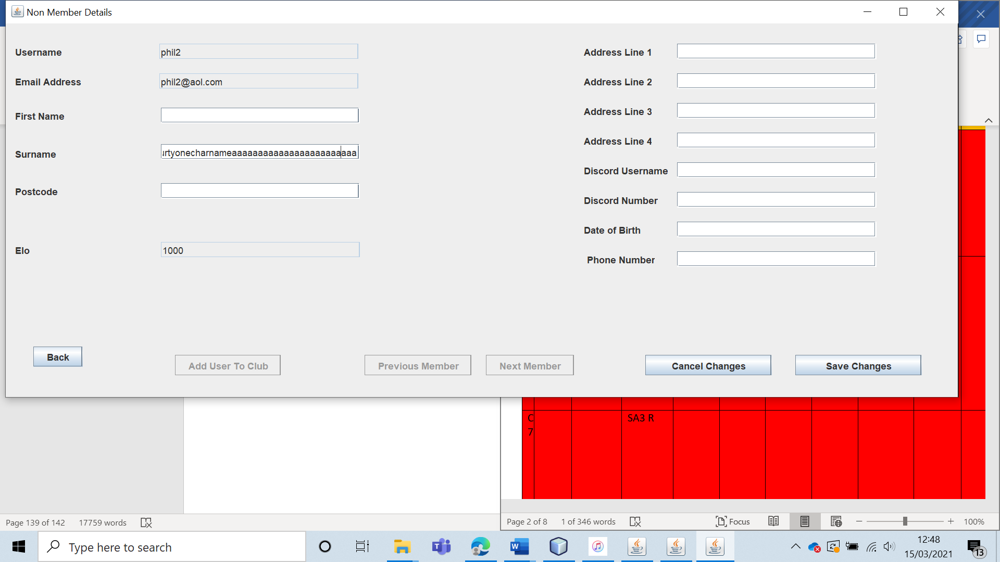 Non Member Details
Username
phil2
Email Address
phil2@aol.com
First Name
Surname
urtyonecharnameaaaaaaaaaaaaaaaaaaaaaaaa
Postcode
Elo
1000
Address Line 1
Address Line 2
Address Line 3
Address Line 4
Discord Username
Discord Number
Date of Birth
Phone Number
Back
Add User To Club
Previous Member
Next Member
Cancel Changes
Save Changes
C
7
SA3 R
Page 139 of 142
17759 words
Page 2 of 8
1 of 346 words
Focus
100%
Type here to search
12:48
15/03/2021
13